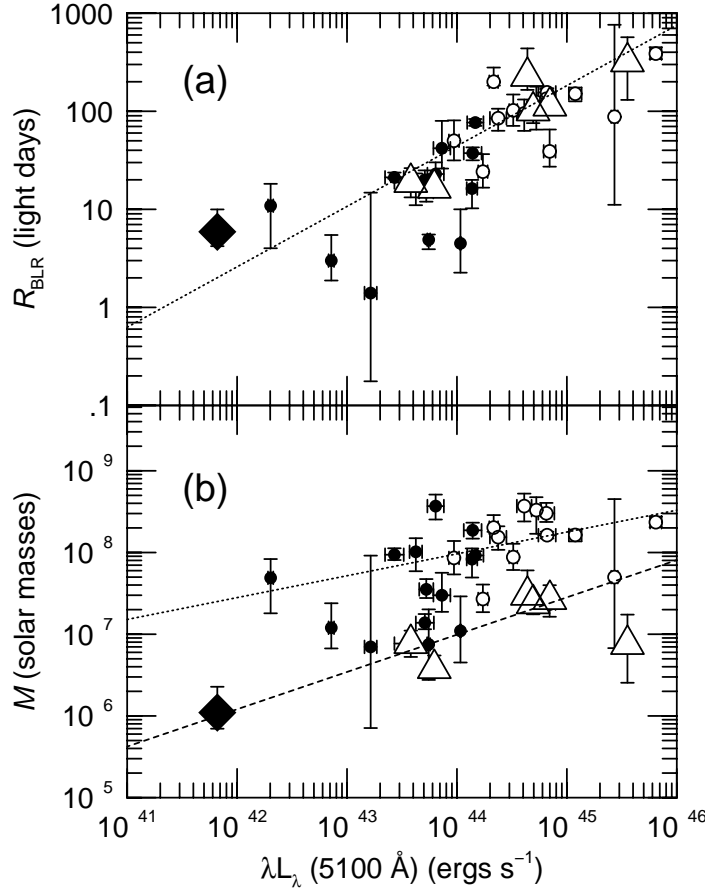 1000
(a)
100
R_BLR (light days)
10
1
.1
10^9
(b)
10^8
M (solar masses)
10^7
10^6
10^5
10^41 10^42 10^43 10^44 10^45 10^46
λL_λ (5100 Å) (ergs s⁻¹)